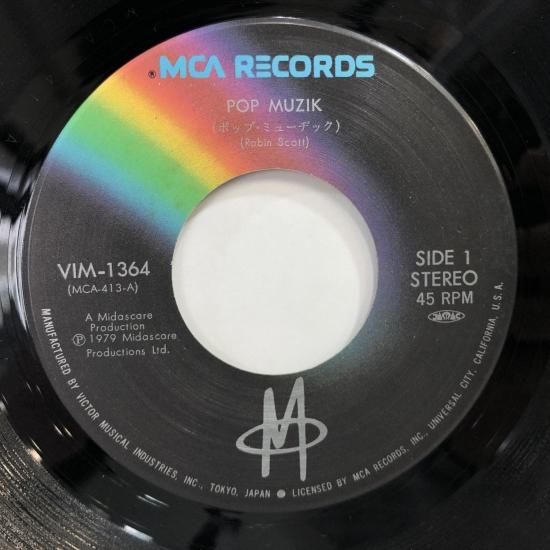 ® MCA RECORDS
POP MUZIK
(ポップ・ミューヂック)
(Robin Scott)
VIM-1364
(MCA-413-A)
SIDE 1
STEREO
45 RPM
JASRAC
A Midascare
Production
Ⓟ 1979 Midascare
Productions Ltd.
M
MANUFACTURED BY VICTOR MUSICAL INDUSTRIES, INC., TOKYO, JAPAN ● LICENSED BY MCA RECORDS, INC., UNIVERSAL CITY, CALIFORNIA, U.S.A.